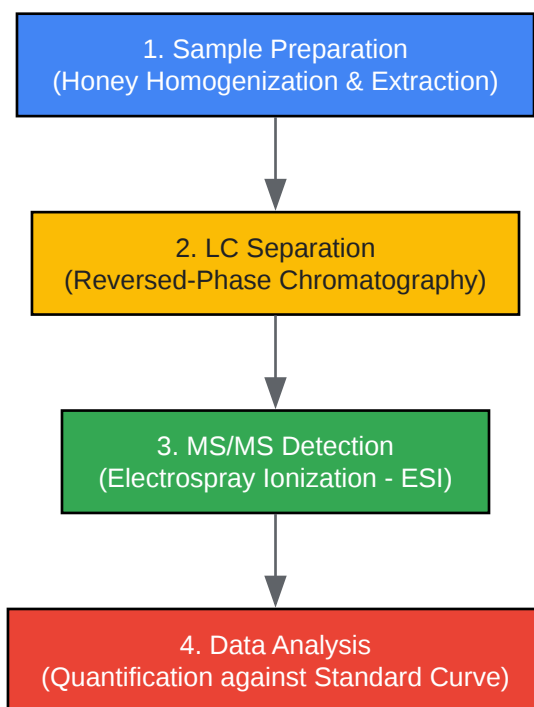 1. Sample Preparation
(Honey Homogenization & Extraction)
2. LC Separation
(Reversed-Phase Chromatography)
3. MS/MS Detection
(Electrospray Ionization - ESI)
4. Data Analysis
(Quantification against Standard Curve)